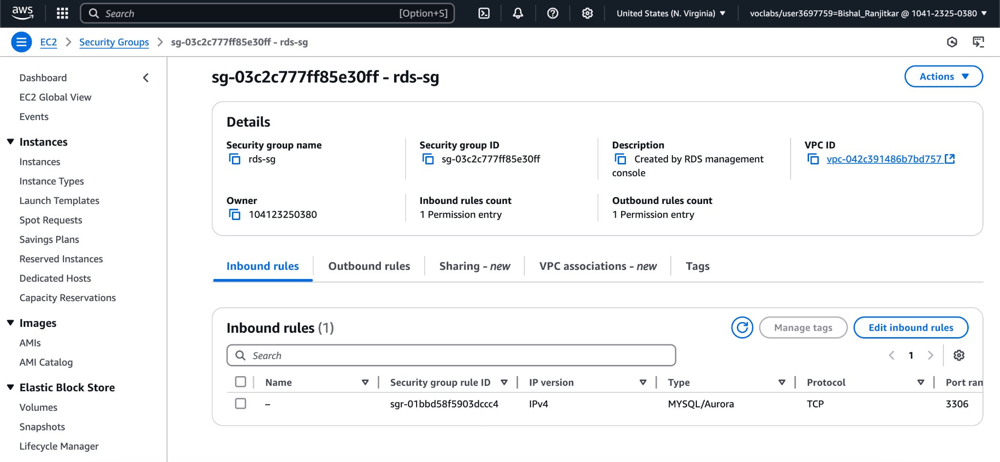 aws
Search [Option+S]
United States (N. Virginia)
voclabs/user3697759=Bishal_Ranjitkar @ 1041-2325-0380
EC2
Security Groups
sg-03c2c777ff85e30ff - rds-sg
Dashboard
EC2 Global View
Events
Instances
Instances
Instance Types
Launch Templates
Spot Requests
Savings Plans
Reserved Instances
Dedicated Hosts
Capacity Reservations
Images
AMIs
AMI Catalog
Elastic Block Store
Volumes
Snapshots
Lifecycle Manager
sg-03c2c777ff85e30ff - rds-sg
Actions
Details
Security group name
rds-sg
Security group ID
sg-03c2c777ff85e30ff
Description
Created by RDS management
console
VPC ID
vpc-042c391486b7bd757
Owner
104123250380
Inbound rules count
1 Permission entry
Outbound rules count
1 Permission entry
Inbound rules
Outbound rules
Sharing - new
VPC associations - new
Tags
Inbound rules (1)
Manage tags
Edit inbound rules
Search
1
Name Security group rule ID IP version Type Protocol Port ran
– sgr-01bbd58f5903dccc4 IPv4 MYSQL/Aurora TCP 3306